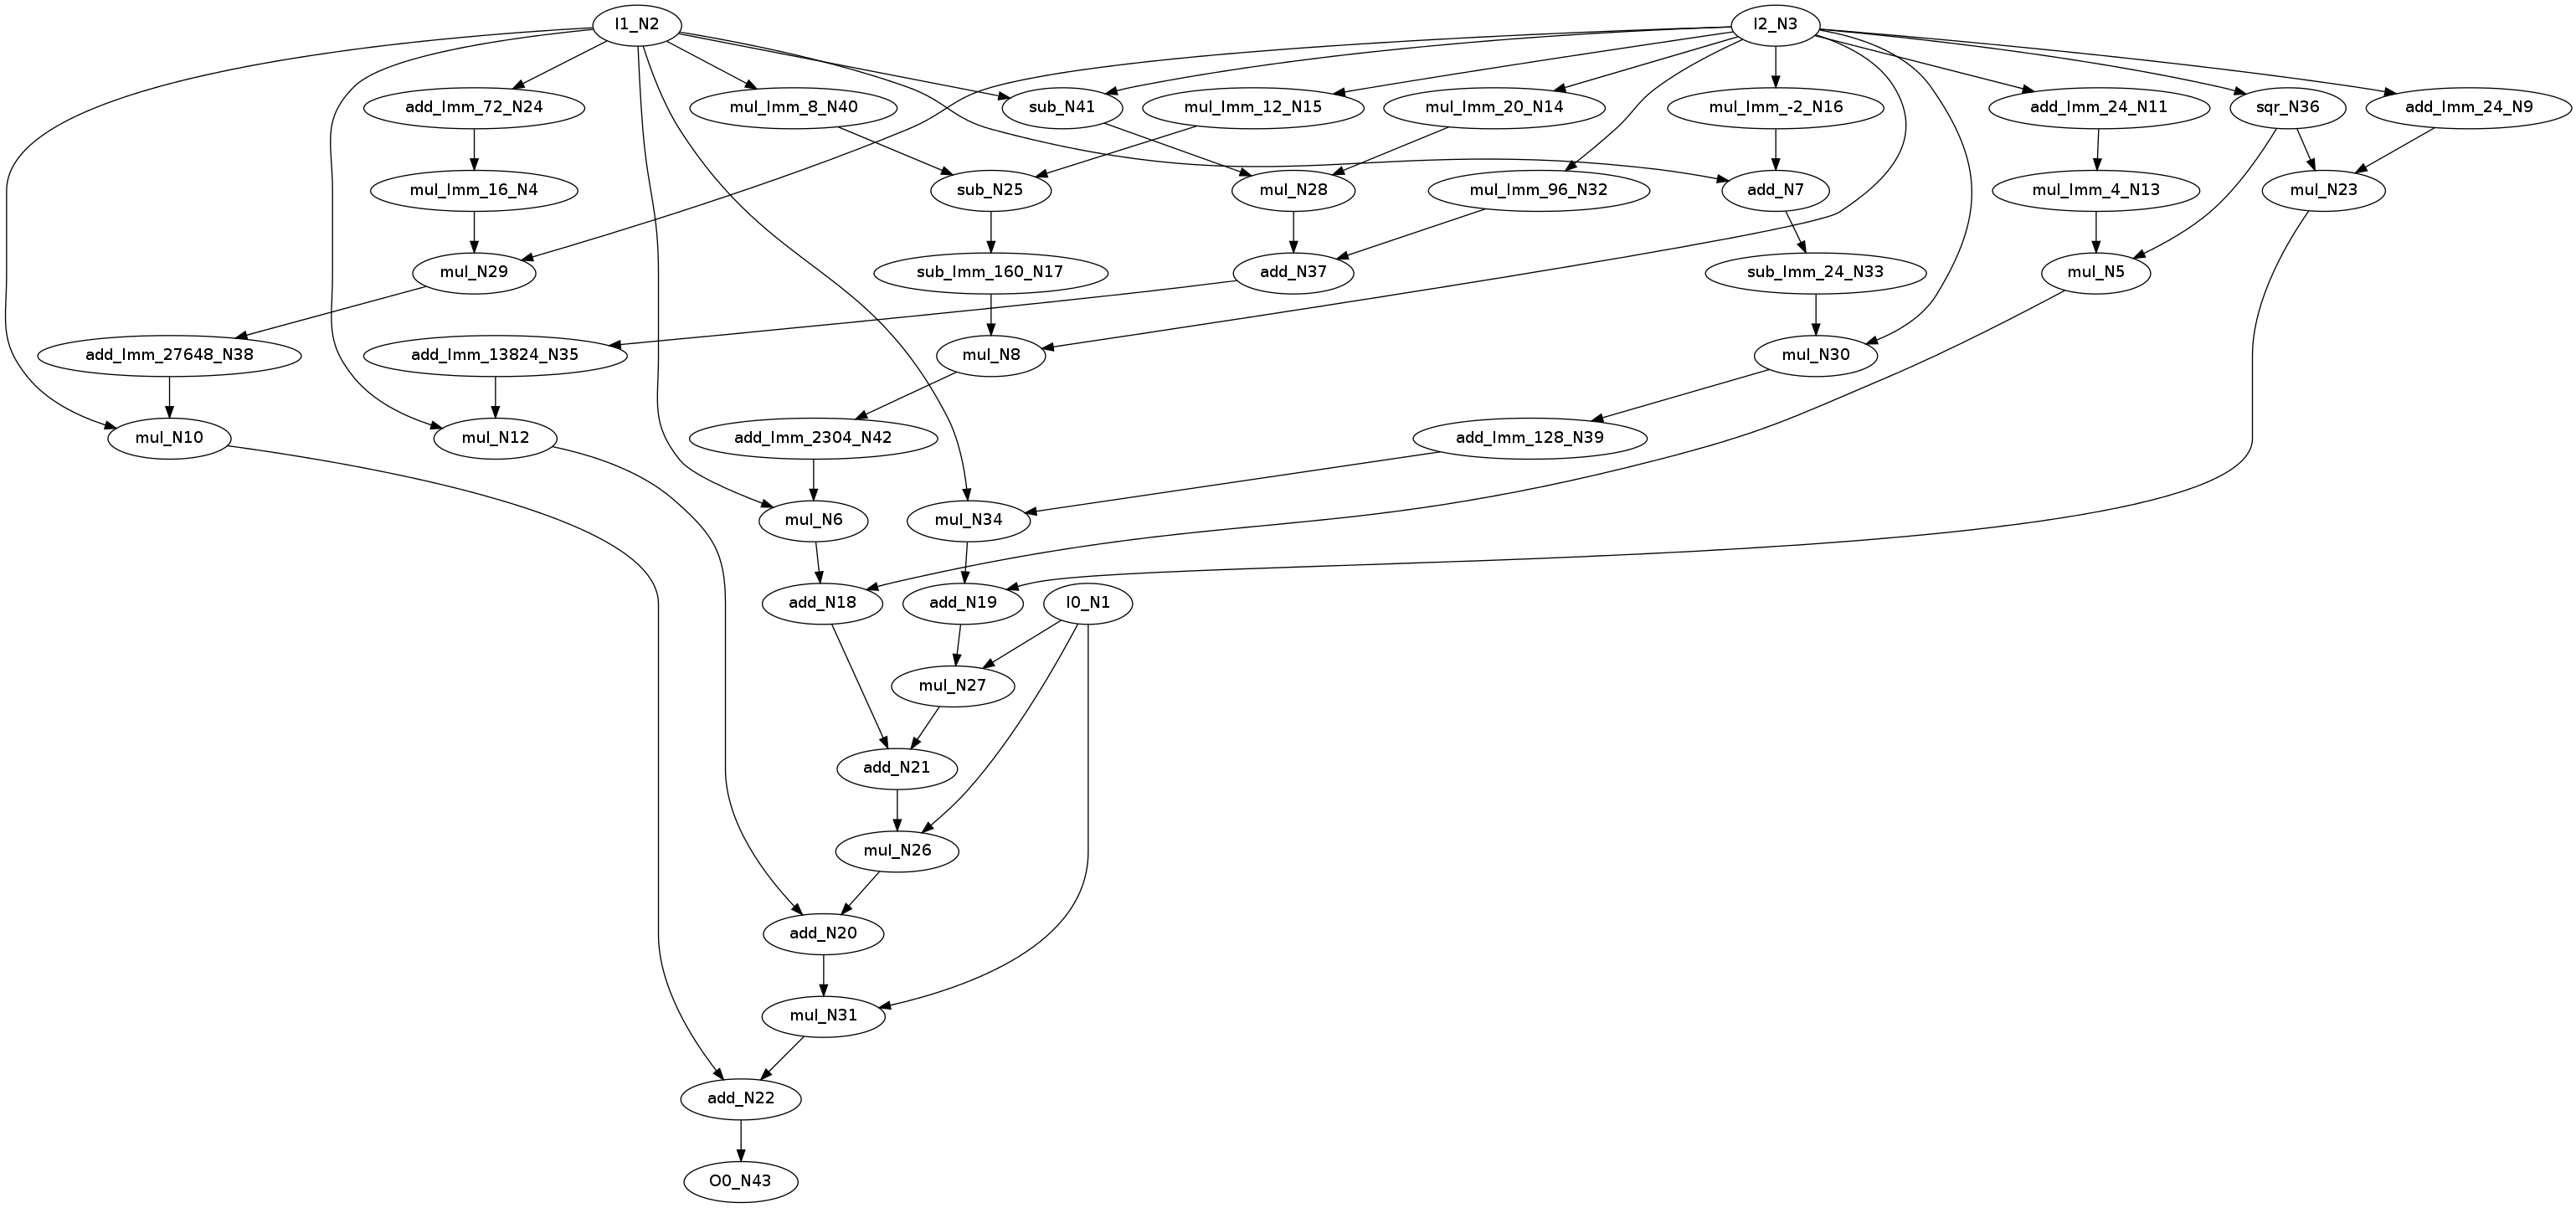 I1_N2
I2_N3
add_Imm_72_N24
mul_Imm_8_N40
sub_N41
mul_Imm_12_N15
mul_Imm_20_N14
mul_Imm_-2_N16
add_Imm_24_N11
sqr_N36
add_Imm_24_N9
mul_Imm_16_N4
sub_N25
mul_N28
mul_Imm_96_N32
add_N7
mul_Imm_4_N13
mul_N23
mul_N29
sub_Imm_160_N17
add_N37
sub_Imm_24_N33
mul_N5
add_Imm_27648_N38
add_Imm_13824_N35
mul_N8
mul_N30
mul_N10
mul_N12
add_Imm_2304_N42
add_Imm_128_N39
mul_N6
mul_N34
add_N18
add_N19
I0_N1
mul_N27
add_N21
mul_N26
add_N20
mul_N31
add_N22
O0_N43